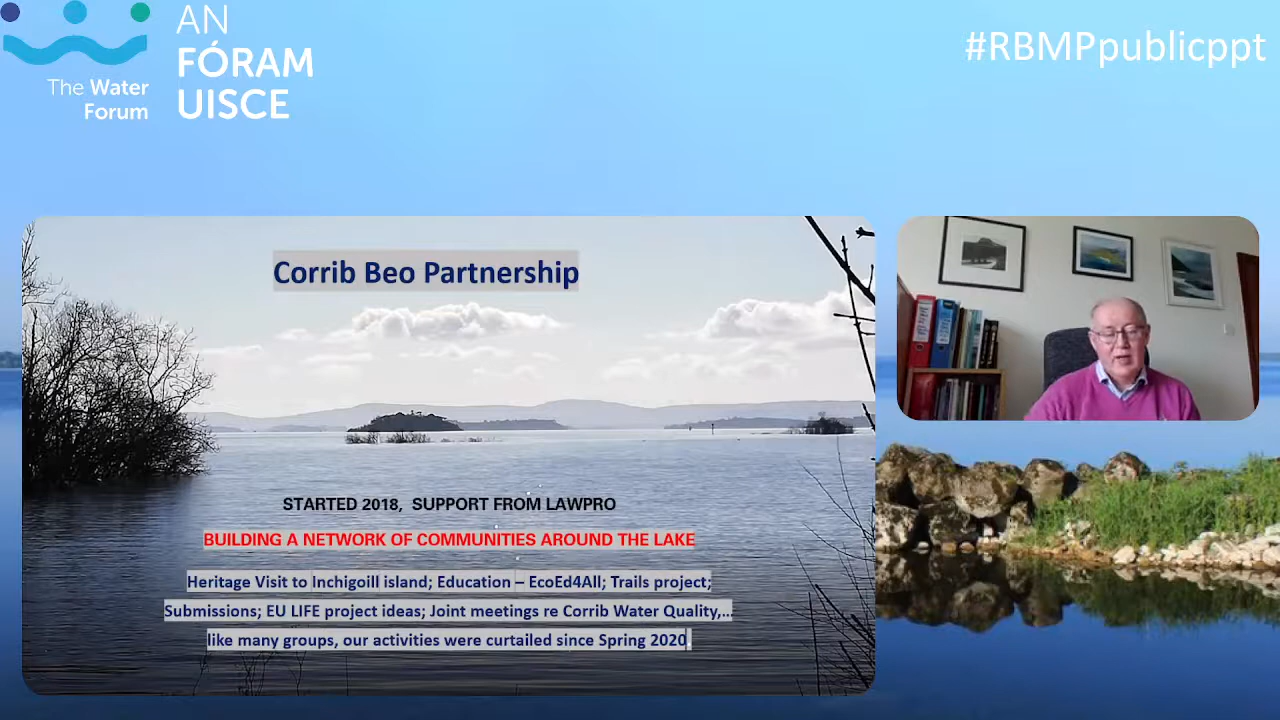 The Water
Forum
AN
FÓRAM
UISCE
#RBMPpublicppt
Corrib Beo Partnership
STARTED 2018, SUPPORT FROM LAWPRO
BUILDING A NETWORK OF COMMUNITIES AROUND THE LAKE
Heritage Visit to Inchigoill island; Education – EcoEd4All; Trails project;
Submissions; EU LIFE project ideas; Joint meetings re Corrib Water Quality,...
like many groups, our activities were curtailed since Spring 2020.